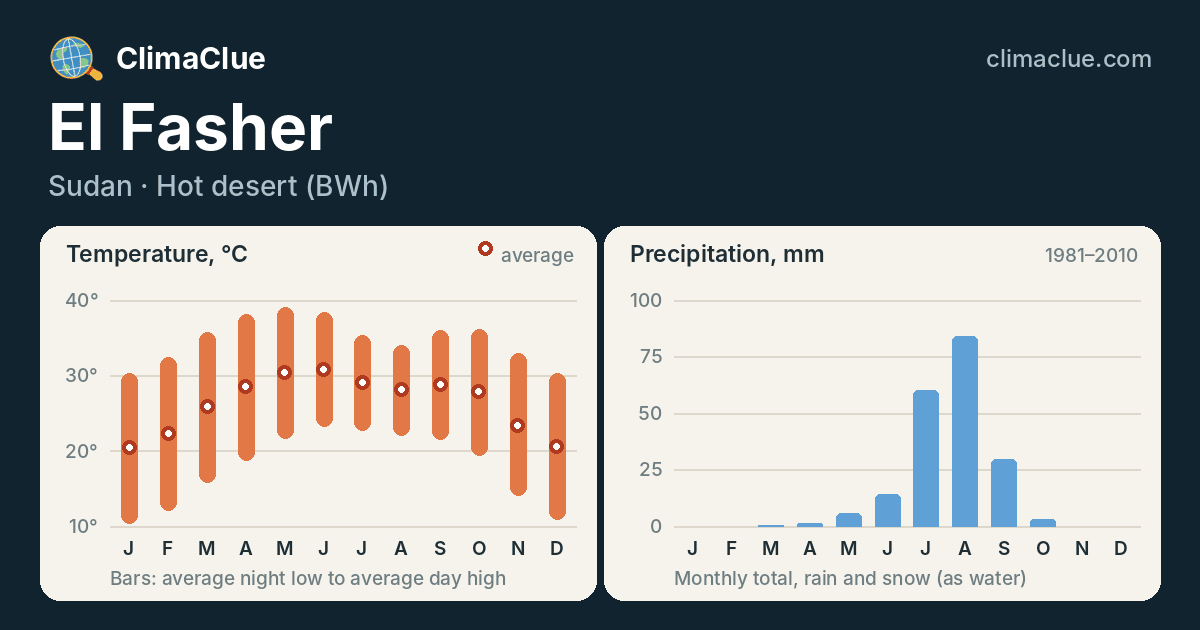 ClimaClue
climaclue.com
El Fasher
Sudan · Hot desert (BWh)
Temperature, °C
average
40°
30°
20°
10°
J F M A M J J A S O N D
Bars: average night low to average day high
Precipitation, mm
1981–2010
100
75
50
25
0
J F M A M J J A S O N D
Monthly total, rain and snow (as water)